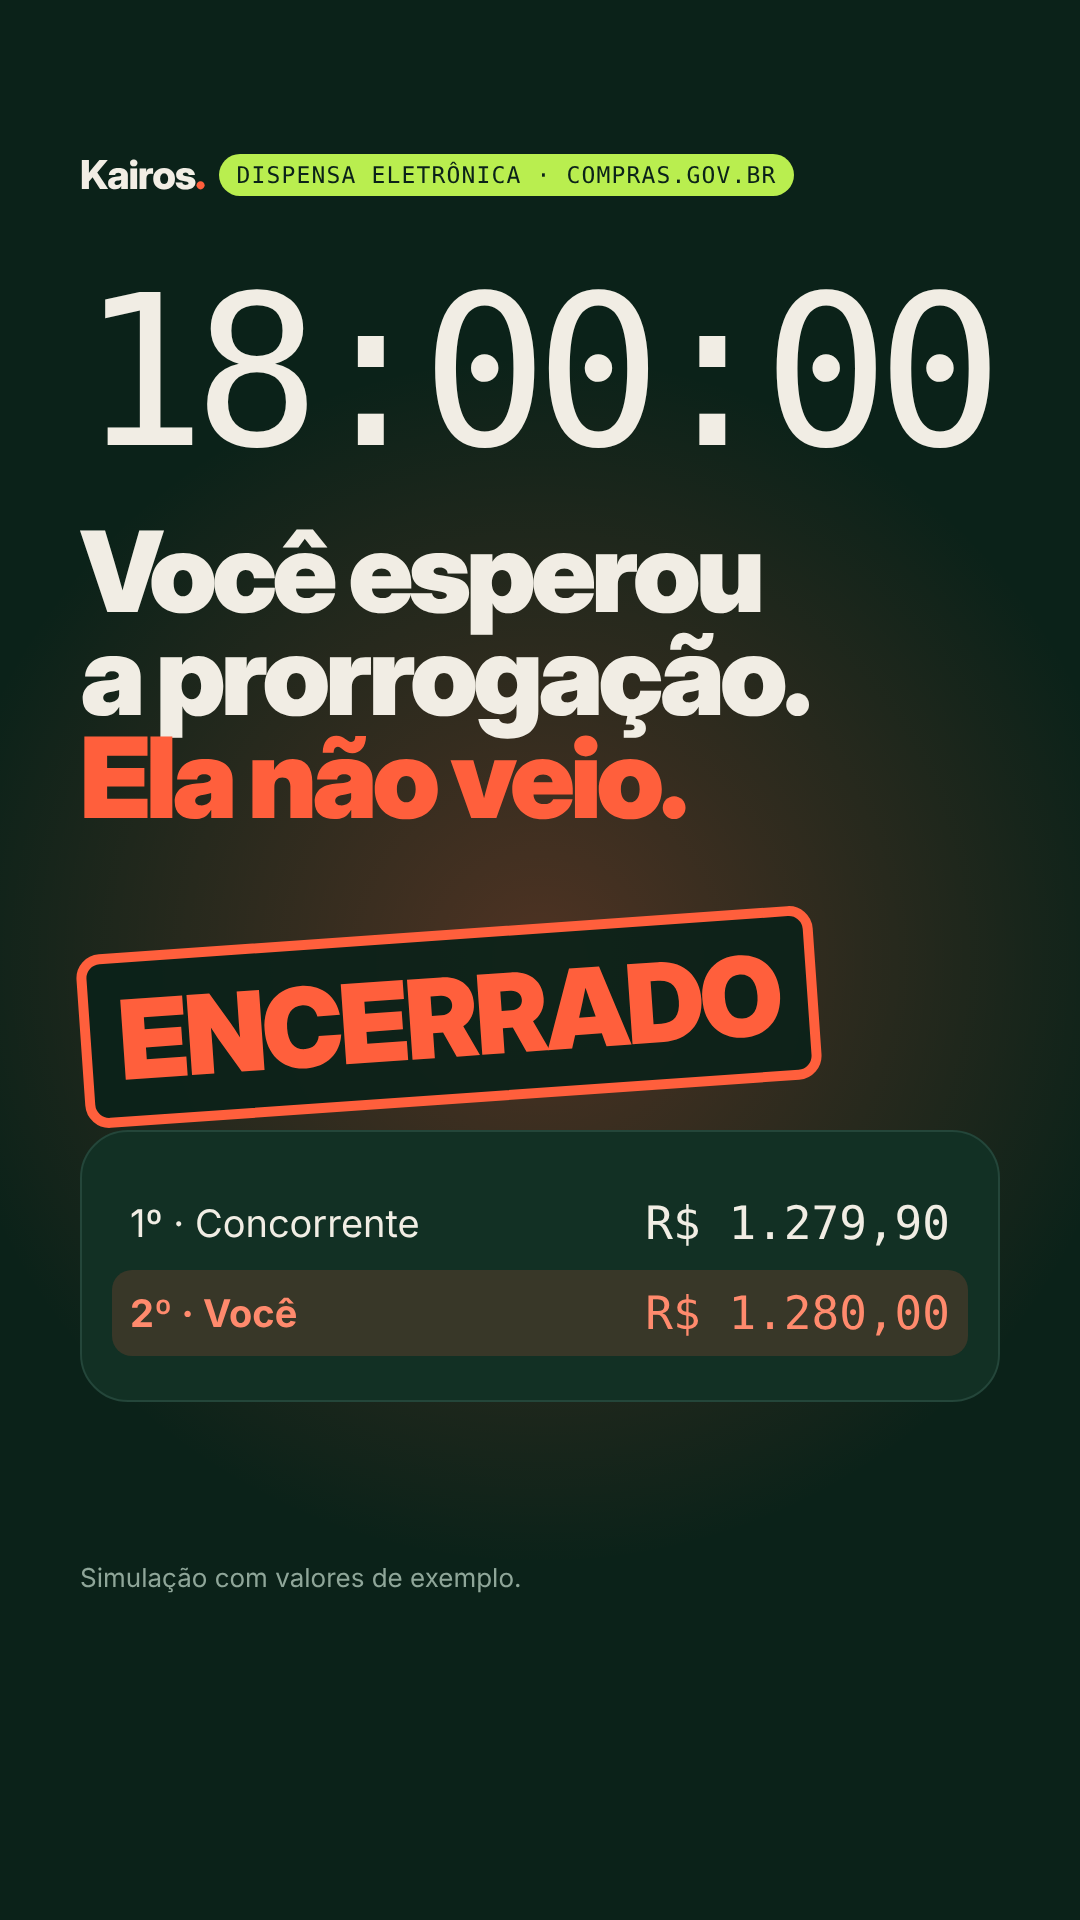 Kairos. DISPENSA ELETRÔNICA · COMPRAS.GOV.BR
18:00:00
Você esperou
a prorrogação.
Ela não veio.
ENCERRADO
1º · Concorrente R$ 1.279,90
2º · Você R$ 1.280,00
Simulação com valores de exemplo.